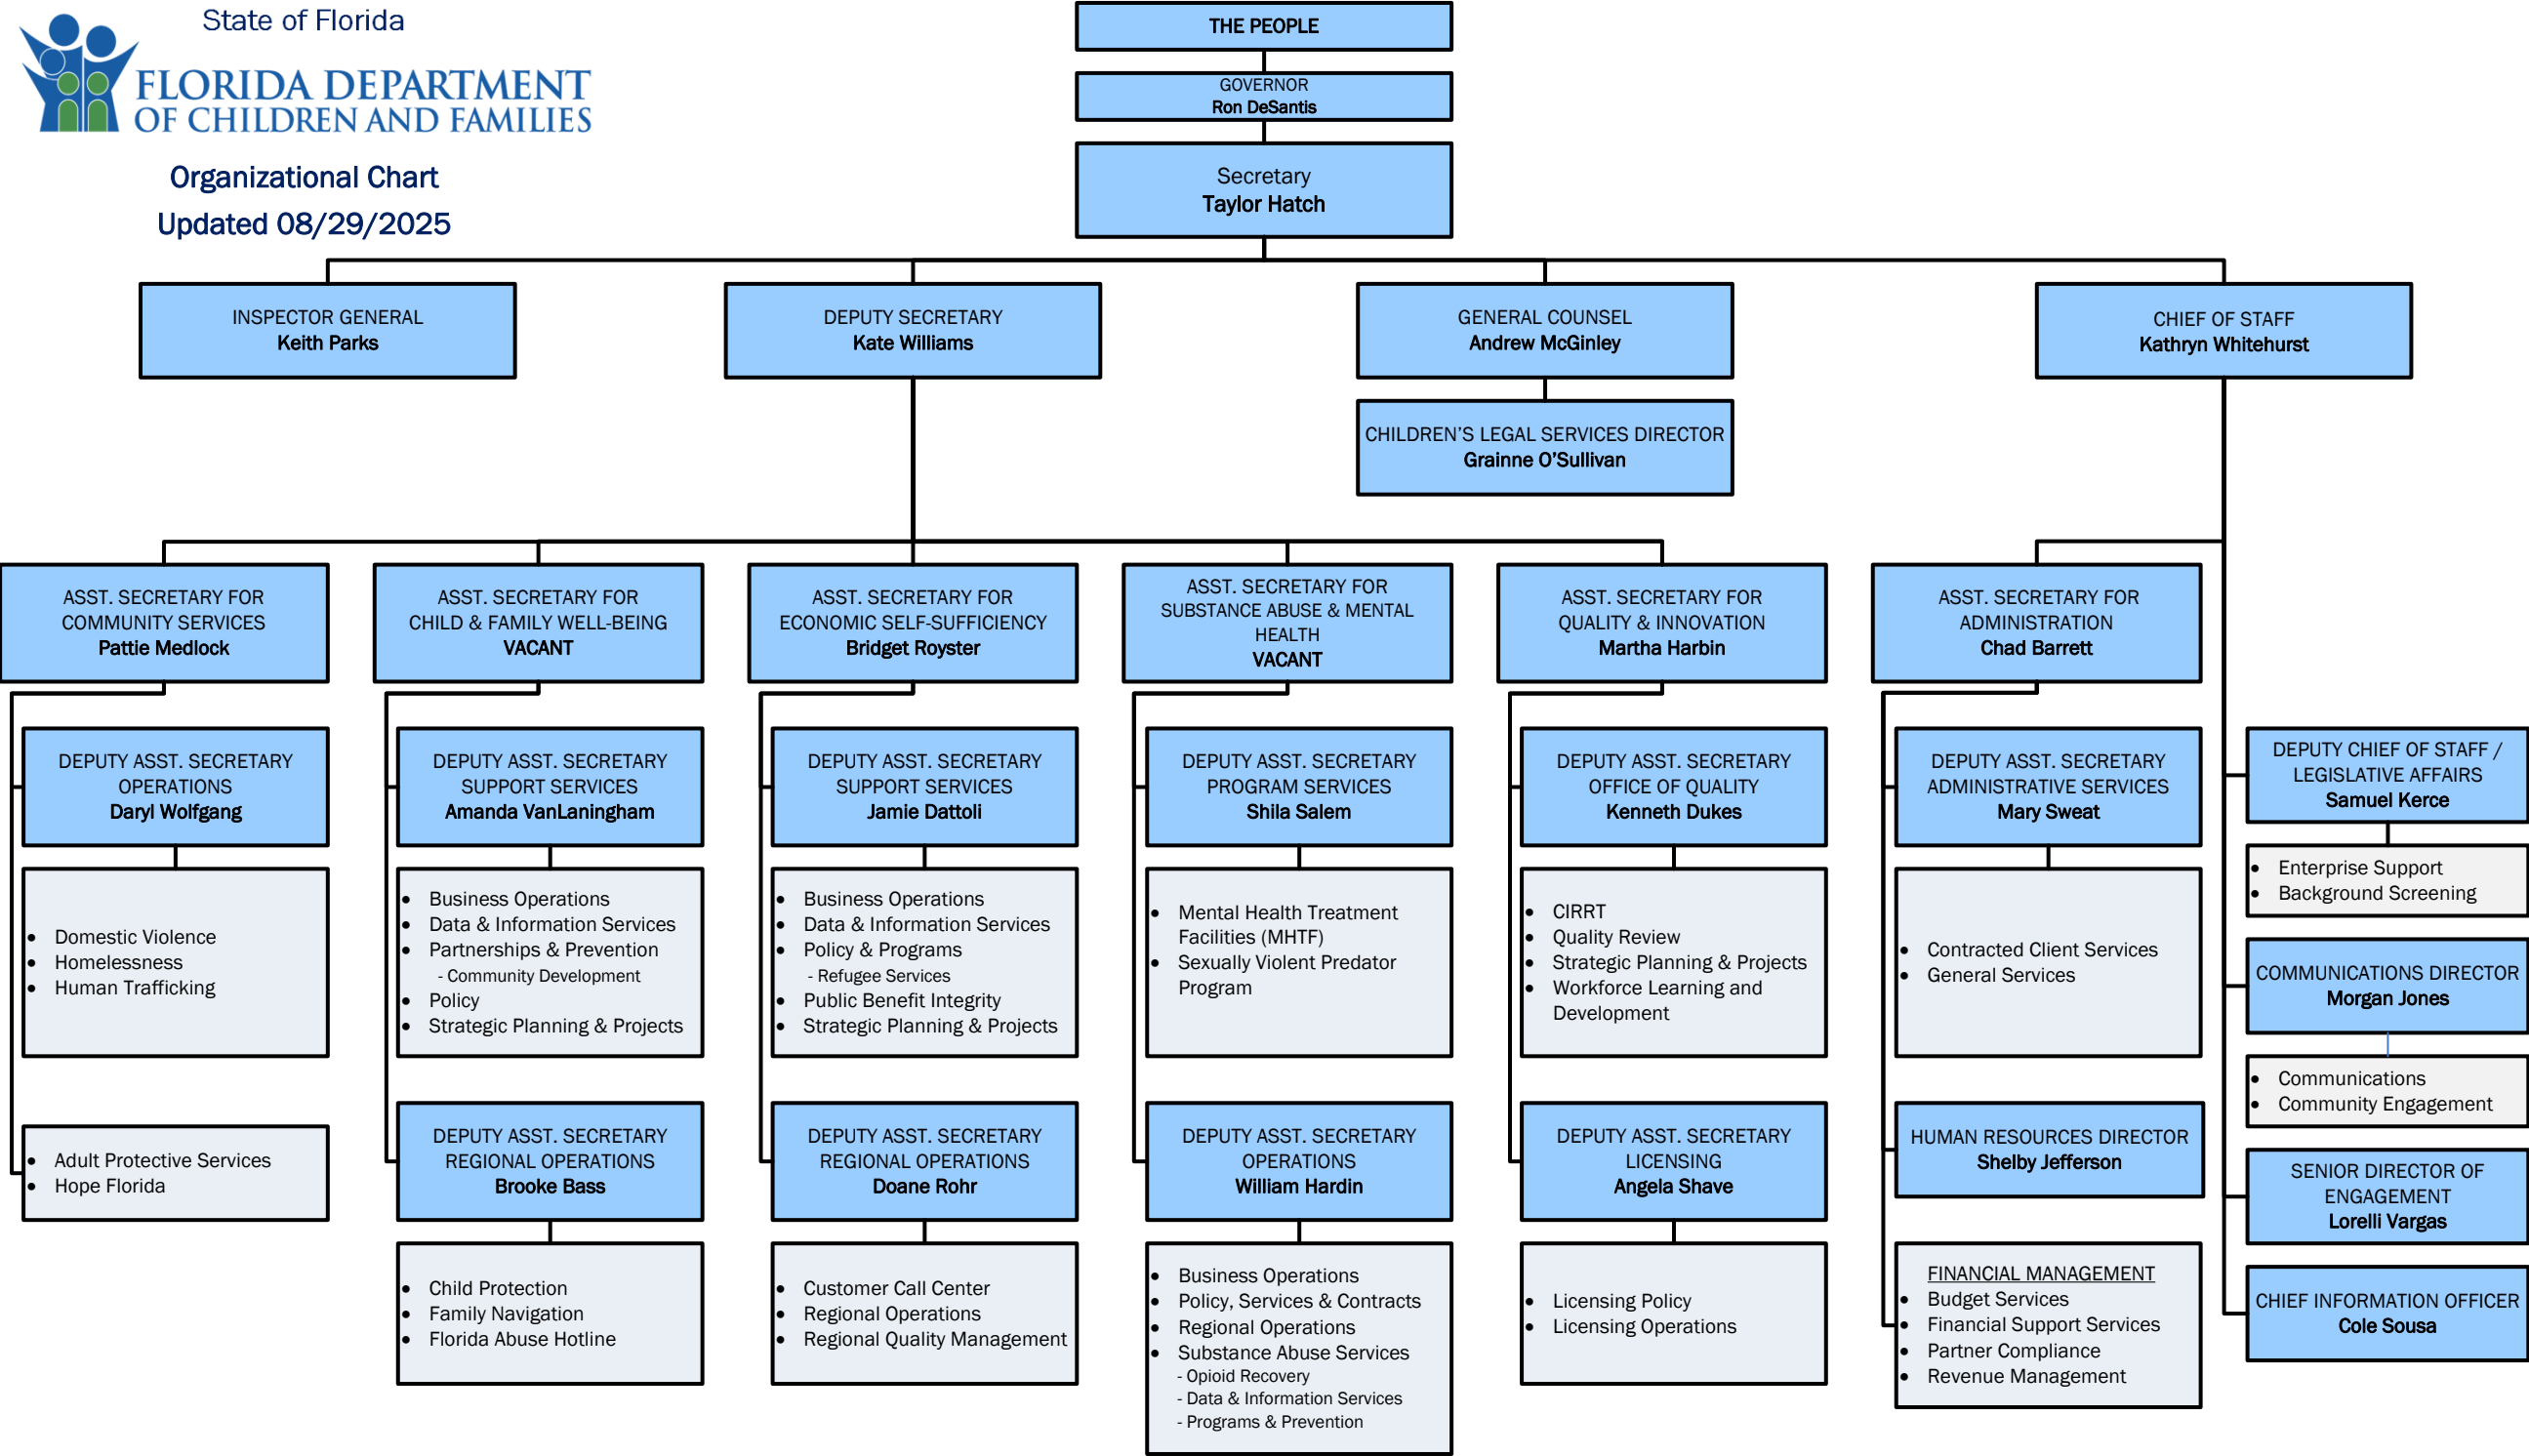 State of Florida
FLORIDA DEPARTMENT
OF CHILDREN AND FAMILIES
Organizational Chart
Updated 08/29/2025
THE PEOPLE
GOVERNOR
Ron DeSantis
Secretary
Taylor Hatch
INSPECTOR GENERAL
Keith Parks
DEPUTY SECRETARY
Kate Williams
GENERAL COUNSEL
Andrew McGinley
CHIEF OF STAFF
Kathryn Whitehurst
CHILDREN’S LEGAL SERVICES DIRECTOR
Grainne O’Sullivan
ASST. SECRETARY FOR
COMMUNITY SERVICES
Pattie Medlock
DEPUTY ASST. SECRETARY
OPERATIONS
Daryl Wolfgang
• Domestic Violence
• Homelessness
• Human Trafficking
• Adult Protective Services
• Hope Florida
ASST. SECRETARY FOR
CHILD & FAMILY WELL-BEING
VACANT
DEPUTY ASST. SECRETARY
SUPPORT SERVICES
Amanda VanLaningham
• Business Operations
• Data & Information Services
• Partnerships & Prevention
- Community Development
• Policy
• Strategic Planning & Projects
DEPUTY ASST. SECRETARY
REGIONAL OPERATIONS
Brooke Bass
• Child Protection
• Family Navigation
• Florida Abuse Hotline
ASST. SECRETARY FOR
ECONOMIC SELF-SUFFICIENCY
Bridget Royster
DEPUTY ASST. SECRETARY
SUPPORT SERVICES
Jamie Dattoli
• Business Operations
• Data & Information Services
• Policy & Programs
- Refugee Services
• Public Benefit Integrity
• Strategic Planning & Projects
DEPUTY ASST. SECRETARY
REGIONAL OPERATIONS
Doane Rohr
• Customer Call Center
• Regional Operations
• Regional Quality Management
ASST. SECRETARY FOR
SUBSTANCE ABUSE & MENTAL
HEALTH
VACANT
DEPUTY ASST. SECRETARY
PROGRAM SERVICES
Shila Salem
• Mental Health Treatment
Facilities (MHTF)
• Sexually Violent Predator
Program
DEPUTY ASST. SECRETARY
OPERATIONS
William Hardin
• Business Operations
• Policy, Services & Contracts
• Regional Operations
• Substance Abuse Services
- Opioid Recovery
- Data & Information Services
- Programs & Prevention
ASST. SECRETARY FOR
QUALITY & INNOVATION
Martha Harbin
DEPUTY ASST. SECRETARY
OFFICE OF QUALITY
Kenneth Dukes
• CIRRT
• Quality Review
• Strategic Planning & Projects
• Workforce Learning and
Development
DEPUTY ASST. SECRETARY
LICENSING
Angela Shave
• Licensing Policy
• Licensing Operations
ASST. SECRETARY FOR
ADMINISTRATION
Chad Barrett
DEPUTY ASST. SECRETARY
ADMINISTRATIVE SERVICES
Mary Sweat
• Contracted Client Services
• General Services
HUMAN RESOURCES DIRECTOR
Shelby Jefferson
FINANCIAL MANAGEMENT
• Budget Services
• Financial Support Services
• Partner Compliance
• Revenue Management
DEPUTY CHIEF OF STAFF /
LEGISLATIVE AFFAIRS
Samuel Kerce
• Enterprise Support
• Background Screening
COMMUNICATIONS DIRECTOR
Morgan Jones
• Communications
• Community Engagement
SENIOR DIRECTOR OF
ENGAGEMENT
Lorelli Vargas
CHIEF INFORMATION OFFICER
Cole Sousa